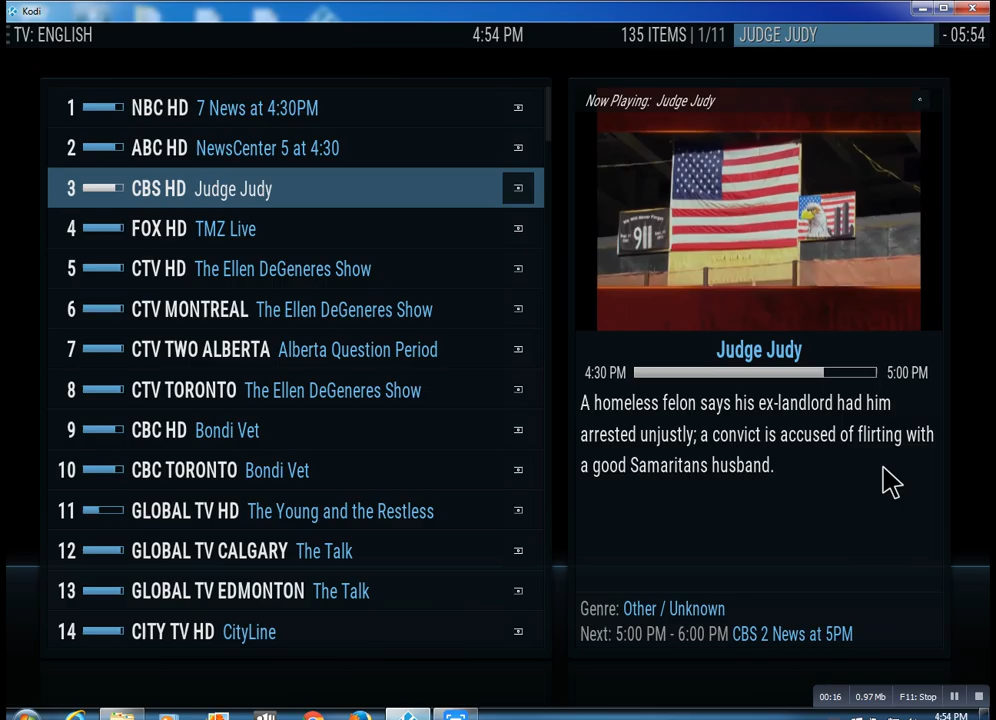 Kodi
TV: ENGLISH 4:54 PM 135 ITEMS | 1/11 JUDGE JUDY - 05:54
1 NBC HD 7 News at 4:30PM
2 ABC HD NewsCenter 5 at 4:30
3 CBS HD Judge Judy
4 FOX HD TMZ Live
5 CTV HD The Ellen DeGeneres Show
6 CTV MONTREAL The Ellen DeGeneres Show
7 CTV TWO ALBERTA Alberta Question Period
8 CTV TORONTO The Ellen DeGeneres Show
9 CBC HD Bondi Vet
10 CBC TORONTO Bondi Vet
11 GLOBAL TV HD The Young and the Restless
12 GLOBAL TV CALGARY The Talk
13 GLOBAL TV EDMONTON The Talk
14 CITY TV HD CityLine
Now Playing: Judge Judy
911
Judge Judy
4:30 PM 5:00 PM
A homeless felon says his ex-landlord had him
arrested unjustly; a convict is accused of flirting with
a good Samaritans husband.
Genre: Other / Unknown
Next: 5:00 PM - 6:00 PM CBS 2 News at 5PM
00:16 0.97 Mb F11: Stop
4:54 PM